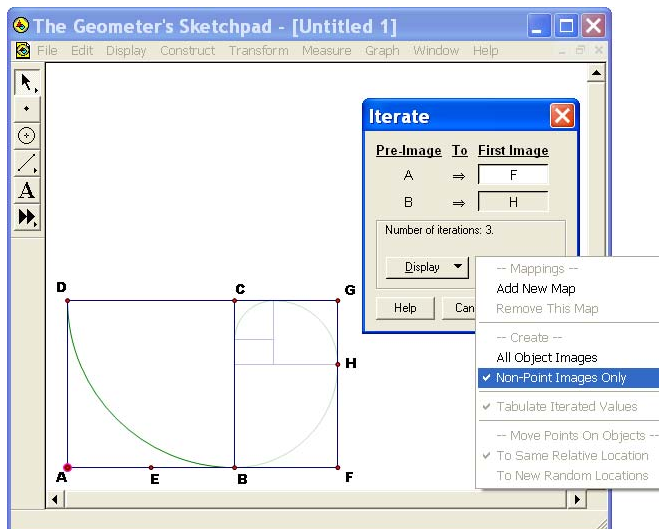 The Geometer's Sketchpad - [Untitled 1]
File Edit Display Construct Transform Measure Graph Window Help
A
Iterate
Pre-Image To First Image
A ⇒ F
B ⇒ H
Number of iterations: 3.
Display
Help Can
-- Mappings --
Add New Map
Remove This Map
-- Create --
All Object Images
✓ Non-Point Images Only
✓ Tabulate Iterated Values
-- Move Points On Objects --
✓ To Same Relative Location
To New Random Locations
D C G
H
A E B F